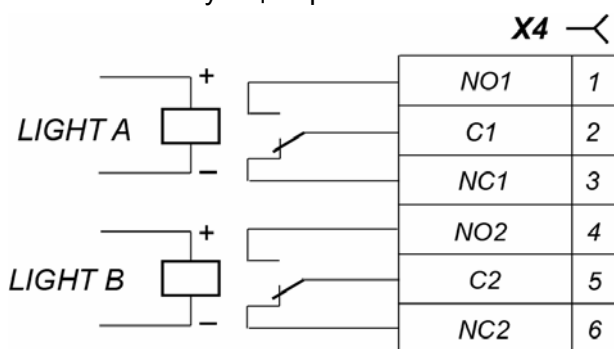 X4
+
NO1 1
LIGHT A
C1 2
–
NC1 3
+
NO2 4
LIGHT B
C2 5
–
NC2 6